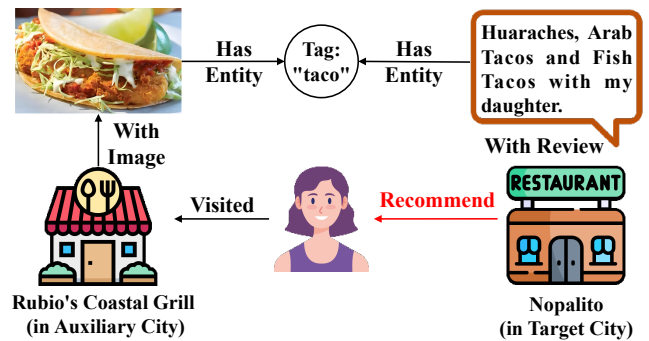 Has
Entity
Tag:
"taco"
Has
Entity
Huaraches, Arab
Tacos and Fish
Tacos with my
daughter.
With
Image
With Review
Visited
Recommend
RESTAURANT
Rubio's Coastal Grill
(in Auxiliary City)
Nopalito
(in Target City)